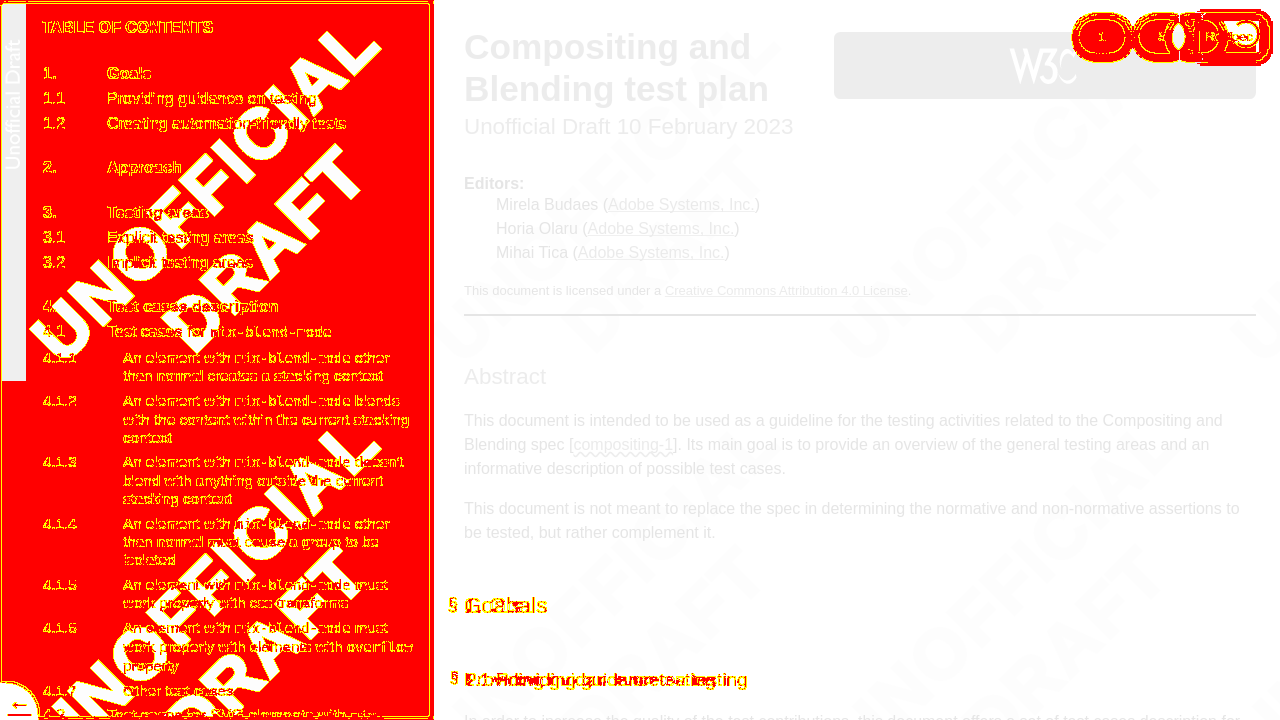 Unofficial Draft
TABLE OF CONTENTS
1. Goals
1.1 Providing guidance on testing
1.2 Creating automation-friendly tests
2. Approach
3. Testing areas
3.1 Explicit testing areas
3.2 Implicit testing areas
4. Test cases description
4.1 Test cases for mix-blend-mode
4.1.1 An element with mix-blend-mode other
than normal creates a stacking context
4.1.2 An element with mix-blend-mode blends
with the content within the current stacking
context
4.1.3 An element with mix-blend-mode doesn't
blend with anything outside the current
stacking context
4.1.4 An element with mix-blend-mode other
than normal must cause a group to be
isolated
4.1.5 An element with mix-blend-mode must
work properly with css transforms
4.1.6 An element with mix-blend-mode must
work properly with elements with overflow
property
4.1.7 Other test cases
←
UNOFFICIAL
DRAFT
UNOFFICIAL
DRAFT
W3C
Compositing and
Blending test plan
Unofficial Draft 10 February 2023
Editors:
Mirela Budaes (Adobe Systems, Inc.)
Horia Olaru (Adobe Systems, Inc.)
Mihai Tica (Adobe Systems, Inc.)
This document is licensed under a Creative Commons Attribution 4.0 License.
Abstract
This document is intended to be used as a guideline for the testing activities related to the Compositing and
Blending spec [compositing-1]. Its main goal is to provide an overview of the general testing areas and an
informative description of possible test cases.
This document is not meant to replace the spec in determining the normative and non-normative assertions to
be tested, but rather complement it.
§ Goals
§ Providing guidance on testing
In order to increase the quality of the test contributions, this document offers a set of test cases description for